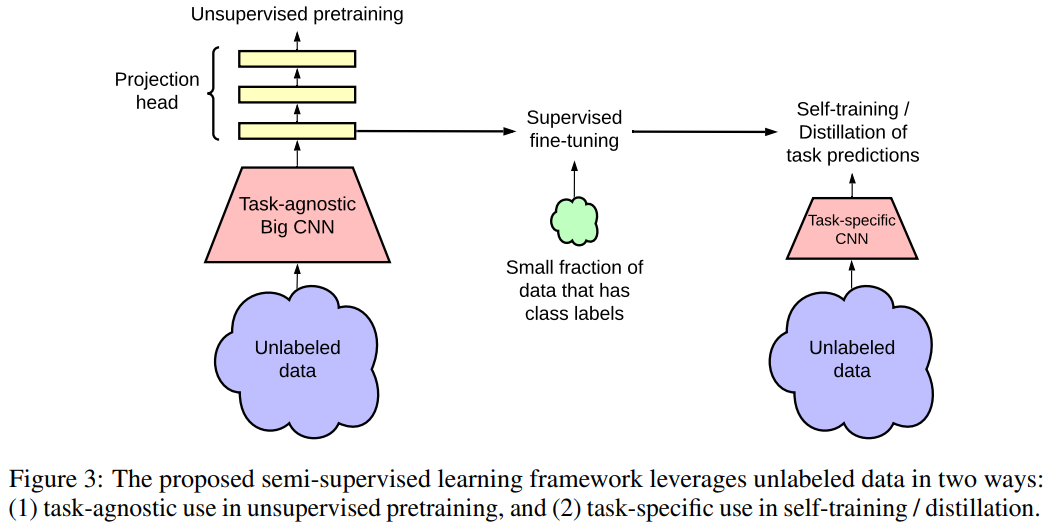 Unsupervised pretraining
Projection
head
Task-agnostic
Big CNN
Unlabeled
data
Supervised
fine-tuning
Small fraction of
data that has
class labels
Self-training /
Distillation of
task predictions
Task-specific
CNN
Unlabeled
data
Figure 3: The proposed semi-supervised learning framework leverages unlabeled data in two ways:
(1) task-agnostic use in unsupervised pretraining, and (2) task-specific use in self-training / distillation.